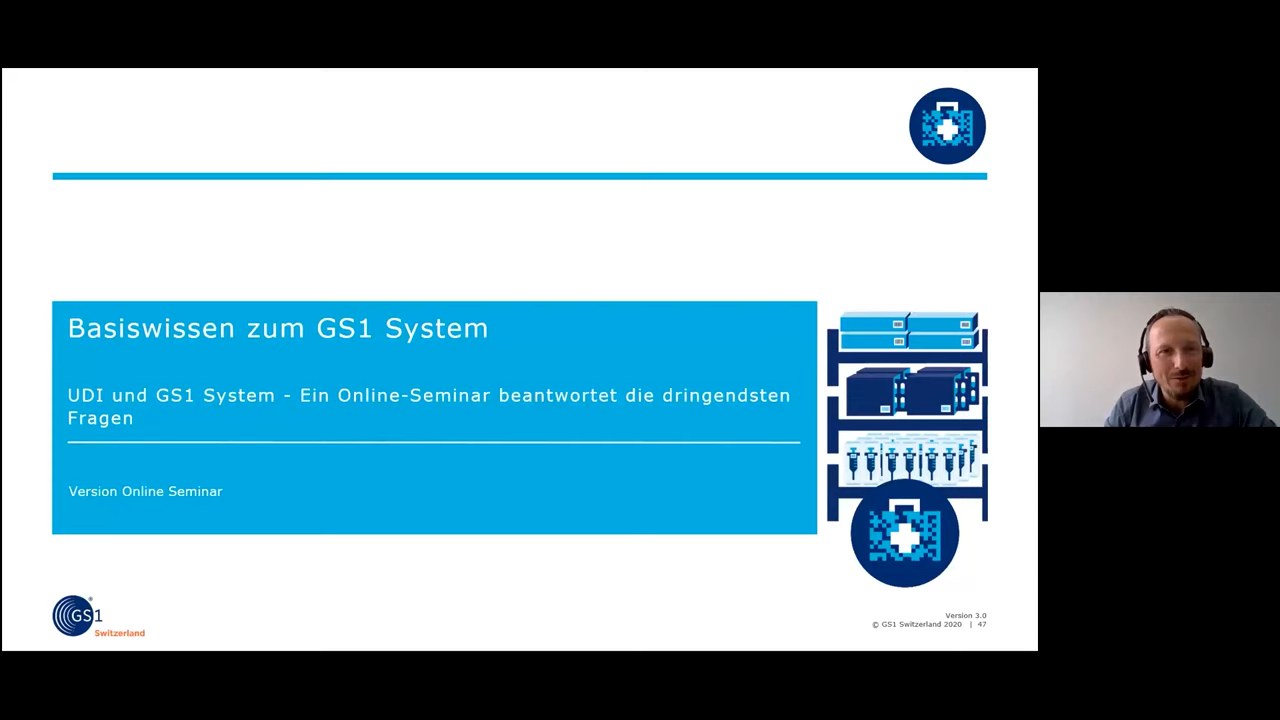 Basiswissen zum GS1 System
UDI und GS1 System - Ein Online-Seminar beantwortet die dringendsten
Fragen
Version Online Seminar
GS1
®
Switzerland
Version 3.0
© GS1 Switzerland 2020 | 47